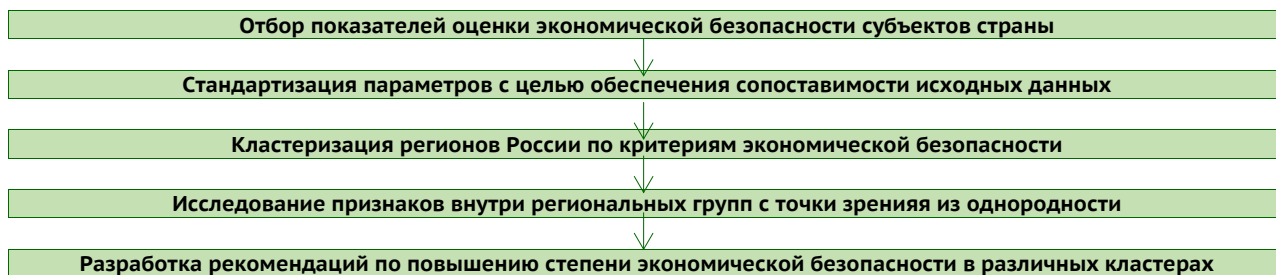 Отбор показателей оценки экономической безопасности субъектов страны
Стандартизация параметров с целью обеспечения сопоставимости исходных данных
Кластеризация регионов России по критериям экономической безопасности
Исследование признаков внутри региональных групп с точки зренияя из однородности
Разработка рекомендаций по повышению степени экономической безопасности в различных кластерах